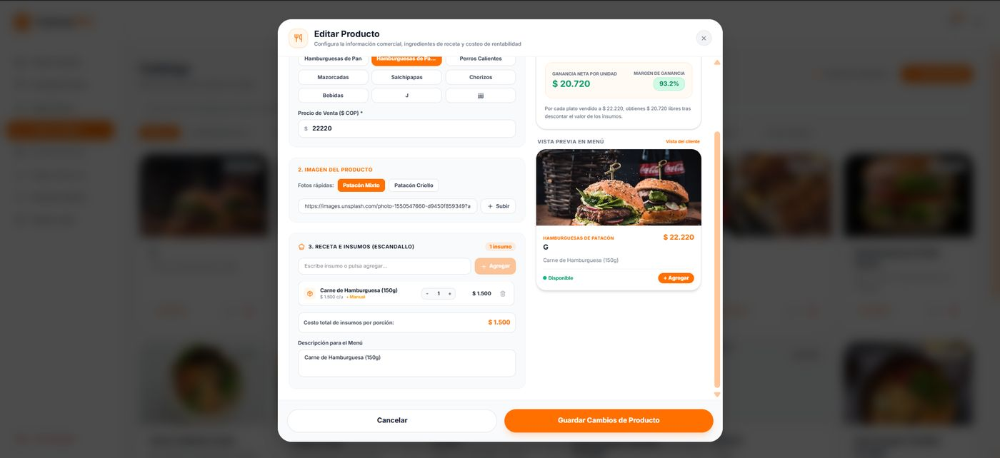 Editar Producto
Configura la información comercial, ingredientes de receta y costeo de rentabilidad
Hamburguesas de Pan
Hamburguesas de Pa...
Perros Calientes
Mazorcadas
Salchipapas
Chorizos
Bebidas
J
jjjjj
Precio de Venta ($ COP) *
$ 22220
2. IMAGEN DEL PRODUCTO
Fotos rápidas:
Patacón Mixto
Patacón Criollo
https://images.unsplash.com/photo-1550547660-d9450f859349?a
+ Subir
3. RECETA E INSUMOS (ESCANDALLO)
1 insumo
Escribe insumo o pulsa agregar...
+ Agregar
Carne de Hamburguesa (150g)
$ 1.500 c/u • Manual
- 1 +
$ 1.500
Costo total de insumos por porción:
$ 1.500
Descripción para el Menú
Carne de Hamburguesa (150g)
GANANCIA NETA POR UNIDAD
$ 20.720
MARGEN DE GANANCIA
93.2%
Por cada plato vendido a $ 22.220, obtienes $ 20.720 libres tras
descontar el valor de los insumos.
VISTA PREVIA EN MENÚ
Vista del cliente
HAMBURGUESAS DE PATACÓN
$ 22.220
G
Carne de Hamburguesa (150g)
Disponible
+ Agregar
Cancelar
Guardar Cambios de Producto